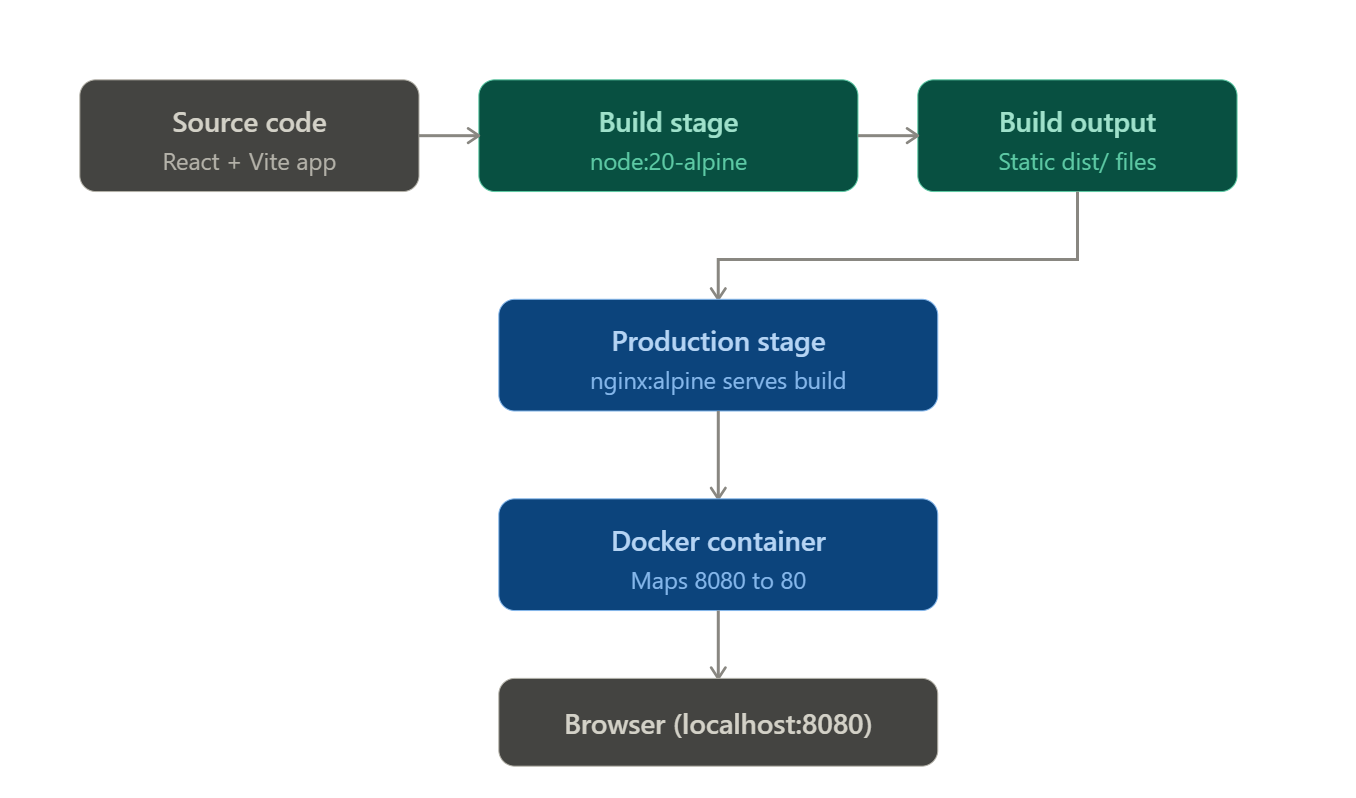 Source code
React + Vite app
Build stage
node:20-alpine
Build output
Static dist/ files
Production stage
nginx:alpine serves build
Docker container
Maps 8080 to 80
Browser (localhost:8080)